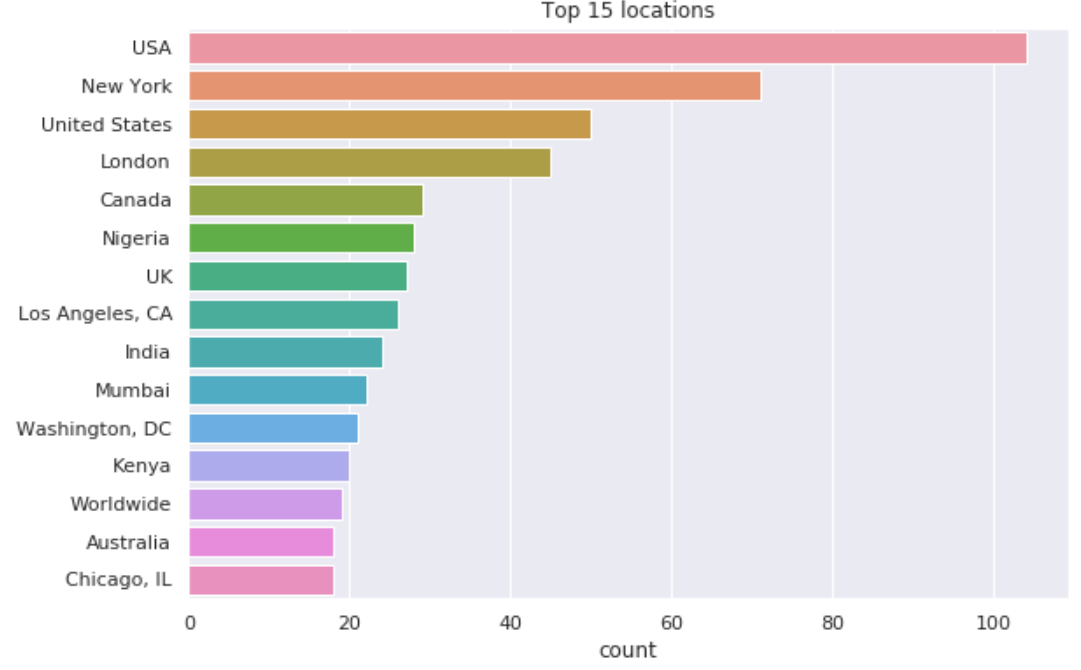 Top 15 locations
USA
New York
United States
London
Canada
Nigeria
UK
Los Angeles, CA
India
Mumbai
Washington, DC
Kenya
Worldwide
Australia
Chicago, IL
0 20 40 60 80 100
count